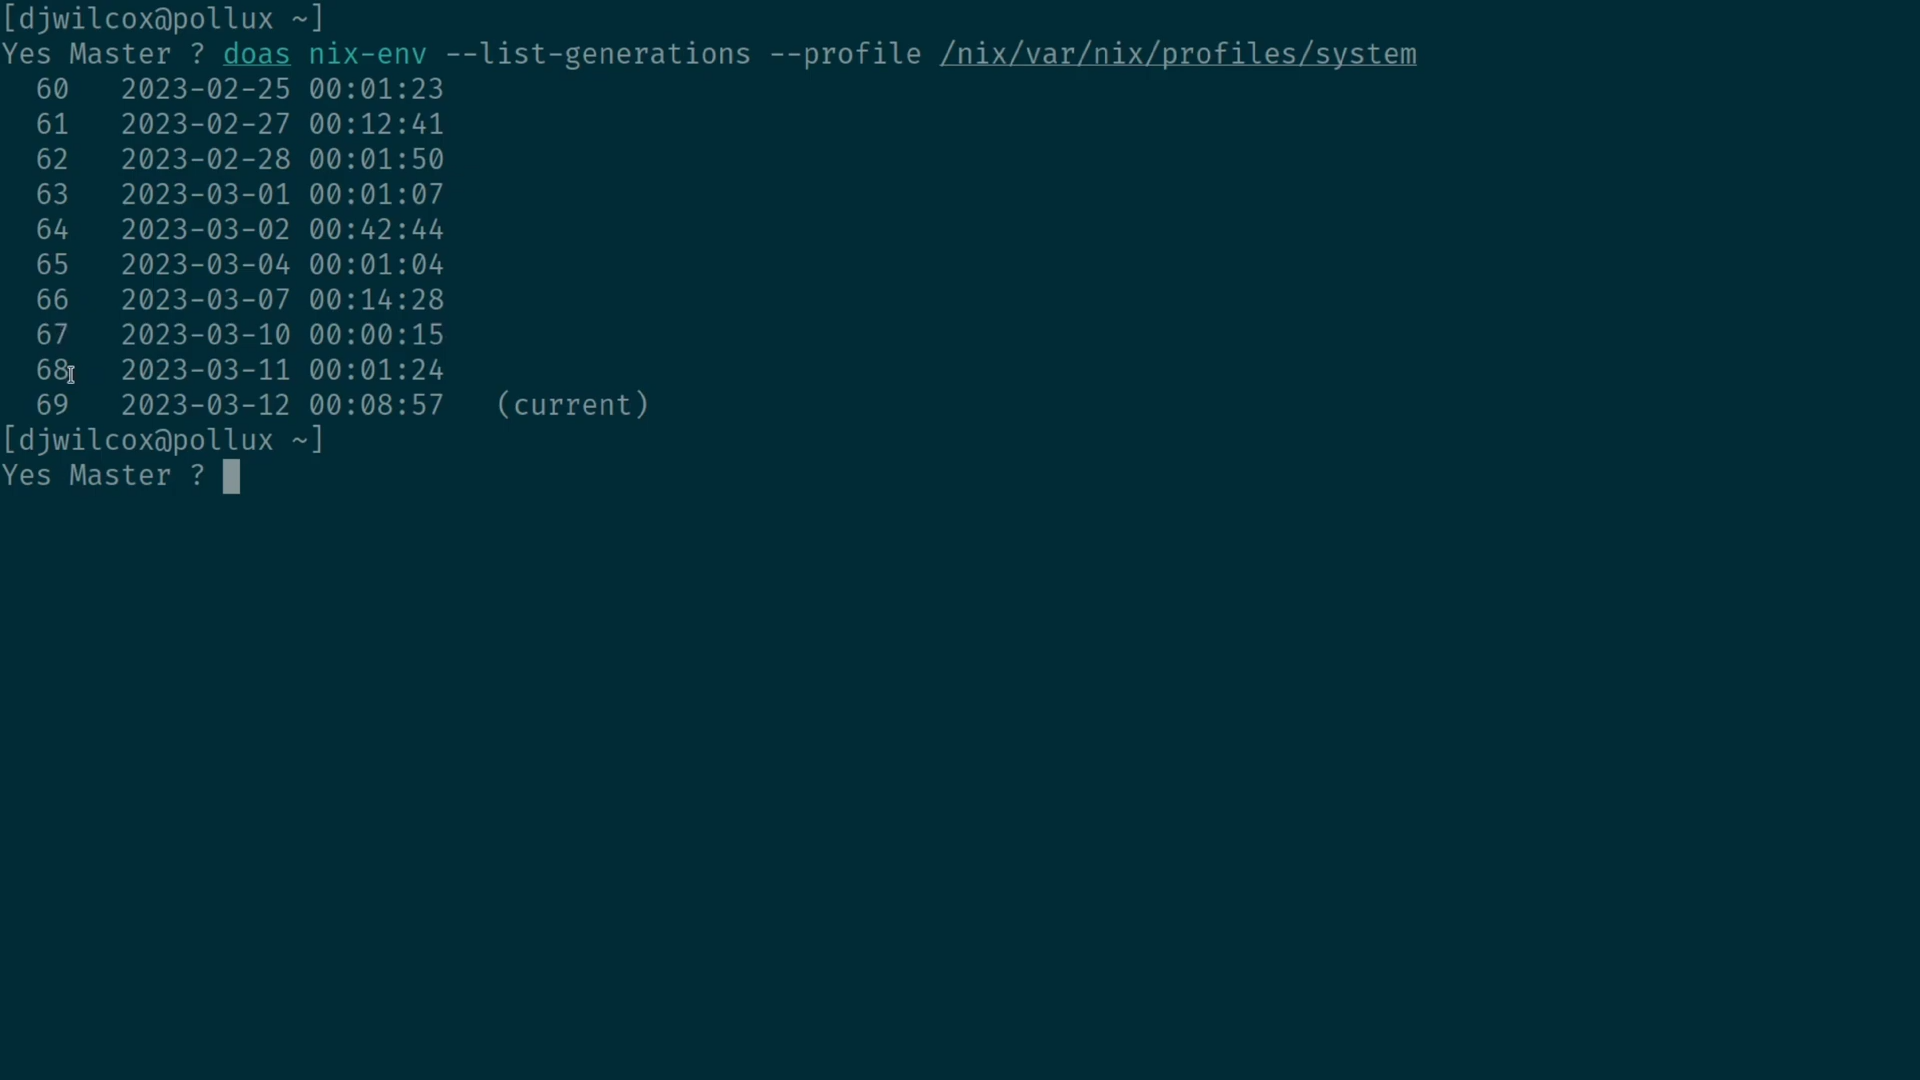 [djwilcox@pollux ~]
Yes Master ? doas nix-env --list-generations --profile /nix/var/nix/profiles/system
60 2023-02-25 00:01:23
61 2023-02-27 00:12:41
62 2023-02-28 00:01:50
63 2023-03-01 00:01:07
64 2023-03-02 00:42:44
65 2023-03-04 00:01:04
66 2023-03-07 00:14:28
67 2023-03-10 00:00:15
68 2023-03-11 00:01:24
69 2023-03-12 00:08:57 (current)
[djwilcox@pollux ~]
Yes Master ?